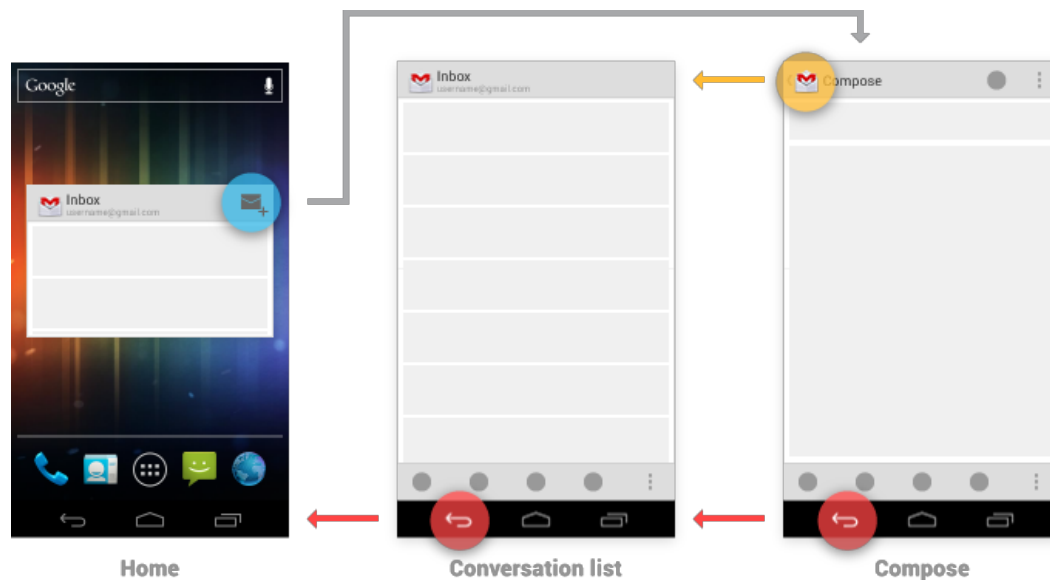 Google
Inbox
username@gmail.com
Inbox
username@gmail.com
Compose
Home
Conversation list
Compose